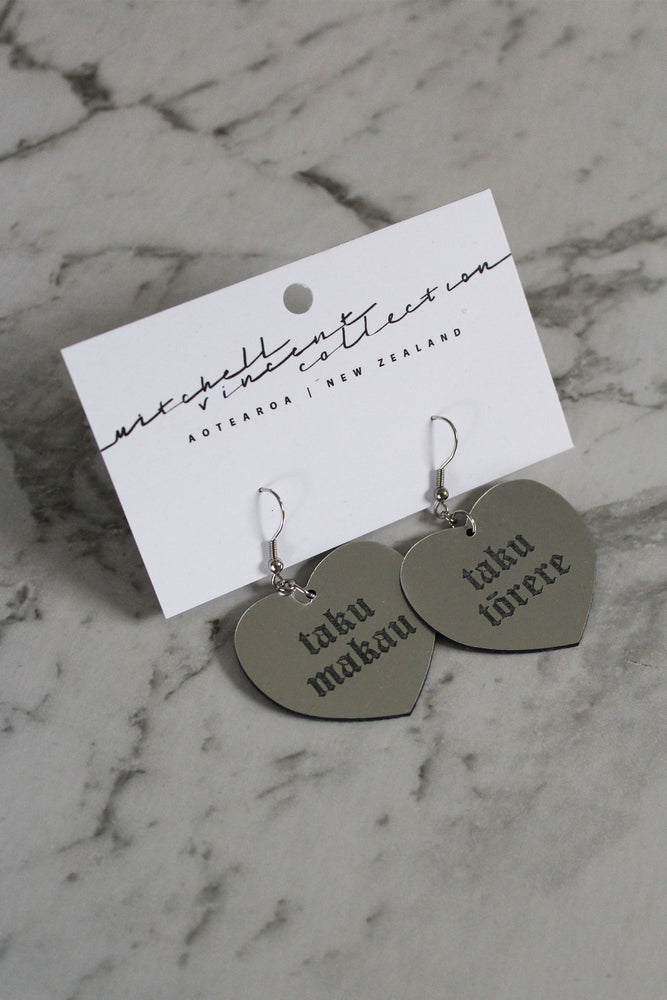 mitchell
vincent
collection
AOTEAROA | NEW ZEALAND
taku
makau
taku
tōrere